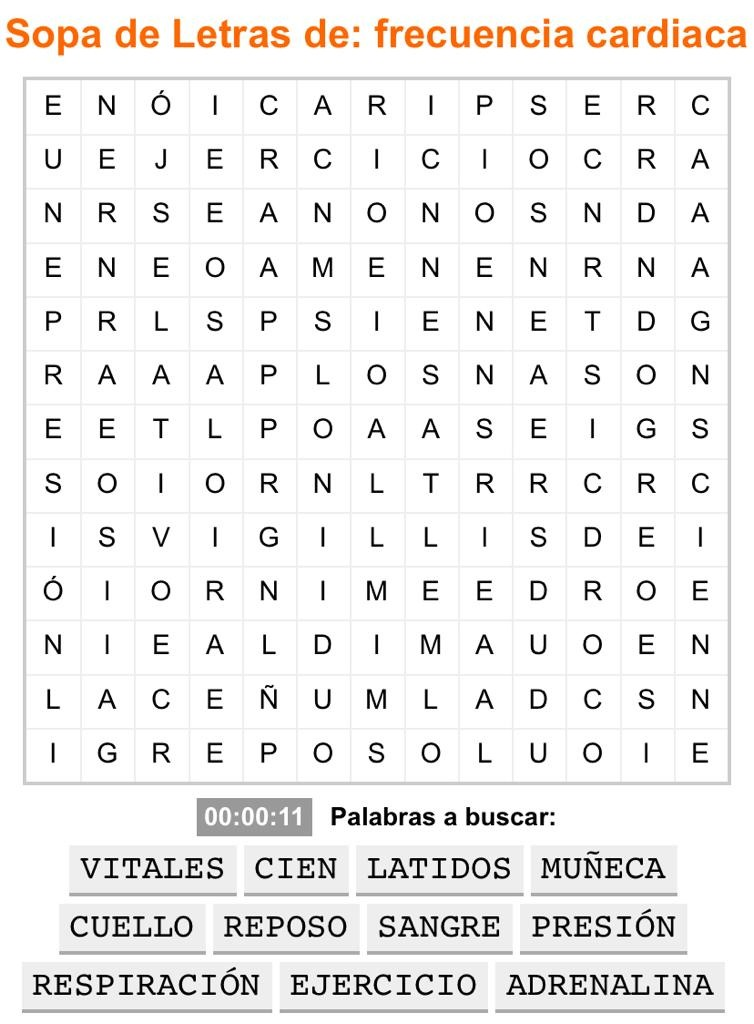 Sopa de Letras de: frecuencia cardiaca
E N Ó I C A R I P S E R C
U E J E R C I C I O C R A
N R S E A N O N O S N D A
E N E O A M E N E N R N A
P R L S P S I E N E T D G
R A A A P L O S N A S O N
E E T L P O A A S E I G S
S O I O R N L T R R C R C
I S V I G I L L I S D E I
Ó I O R N I M E E D R O E
N I E A L D I M A U O E N
L A C E Ñ U M L A D C S N
I G R E P O S O L U O I E
00:00:11 Palabras a buscar:
VITALES CIEN LATIDOS MUÑECA
CUELLO REPOSO SANGRE PRESIÓN
RESPIRACIÓN EJERCICIO ADRENALINA